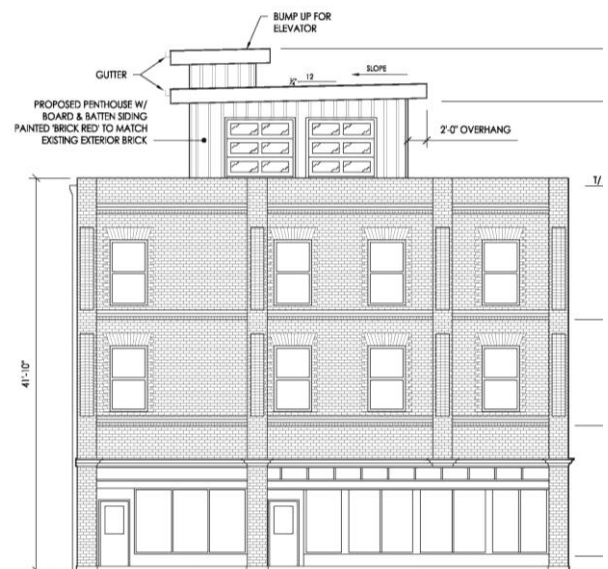 BUMP UP FOR
ELEVATOR
GUTTER
12
SLOPE
PROPOSED PENTHOUSE W/
BOARD & BATTEN SIDING
PAINTED 'BRICK RED' TO MATCH
EXISTING EXTERIOR BRICK
2'-0" OVERHANG
T/
41'-10"